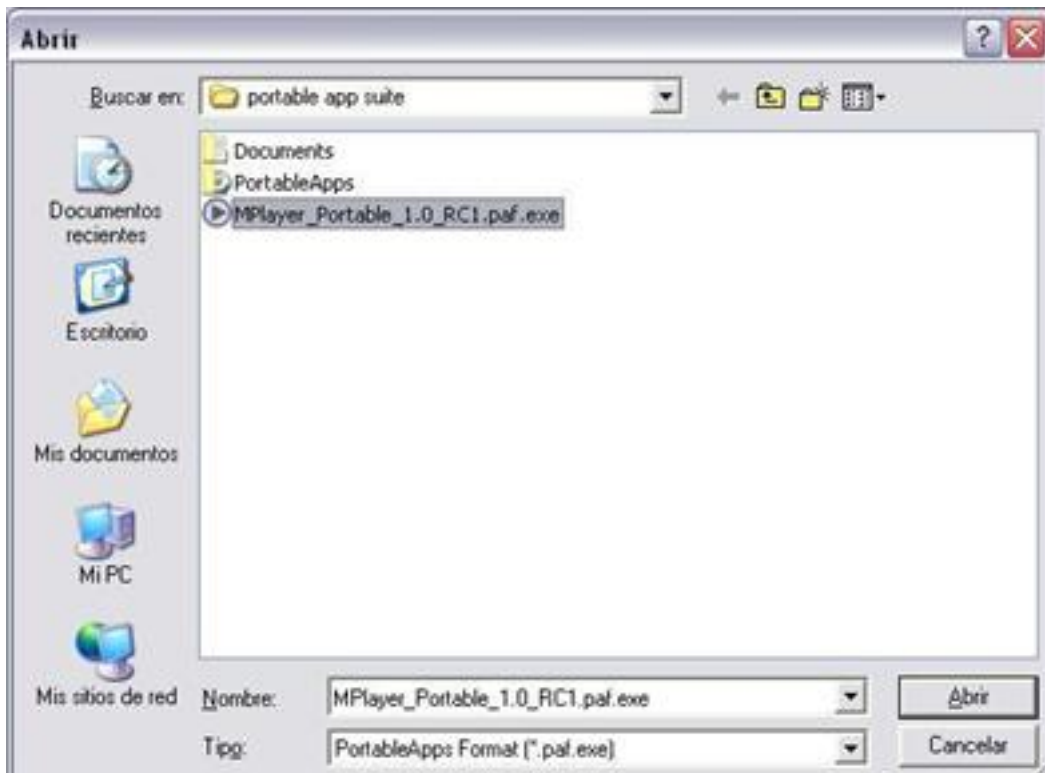 Abrir
Buscar en:
portable app suite
Documents
PortableApps
MPlayer_Portable_1.0_RC1.paf.exe
Documentos
recientes
Escritorio
Mis documentos
Mi PC
Mis sitios de red
Nombre:
MPlayer_Portable_1.0_RC1.paf.exe
Abrir
Tipo:
PortableApps Format (*.paf.exe)
Cancelar